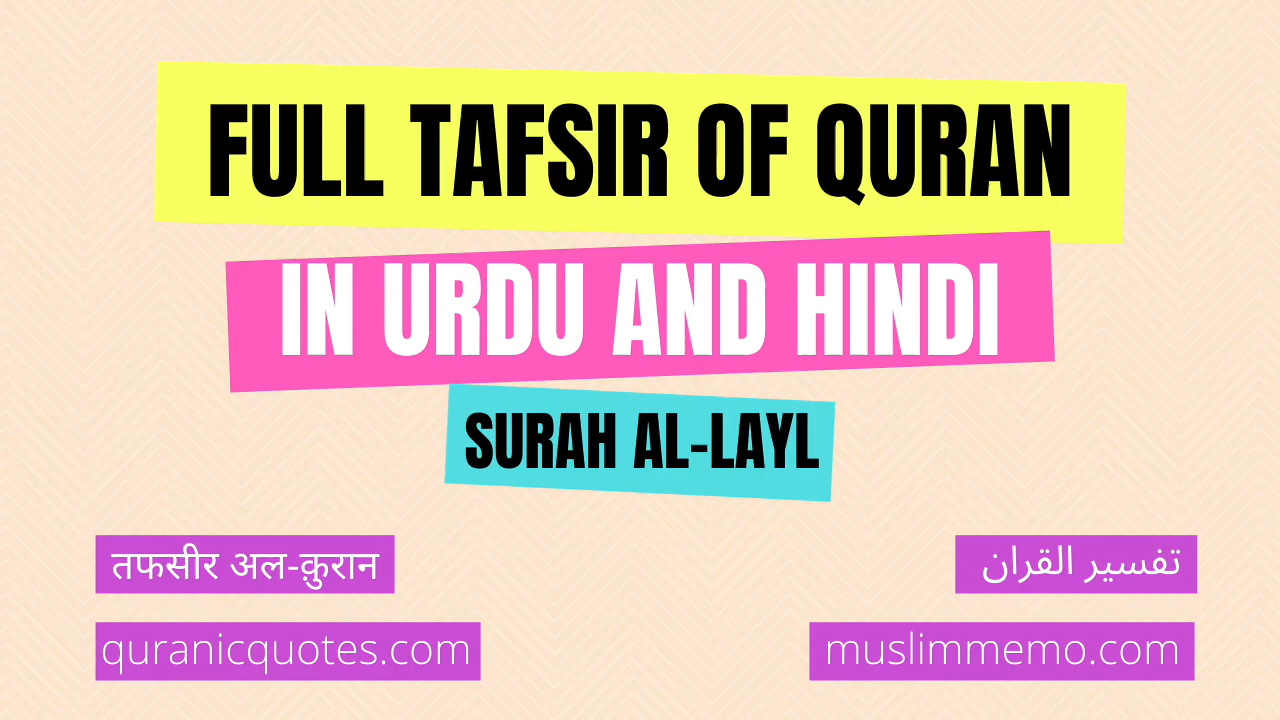 FULL TAFSIR OF QURAN
IN URDU AND HINDI
SURAH AL-LAYL
तफसीर अल-क़ुरान
تفسير القران
quranicquotes.com
muslimmemo.com